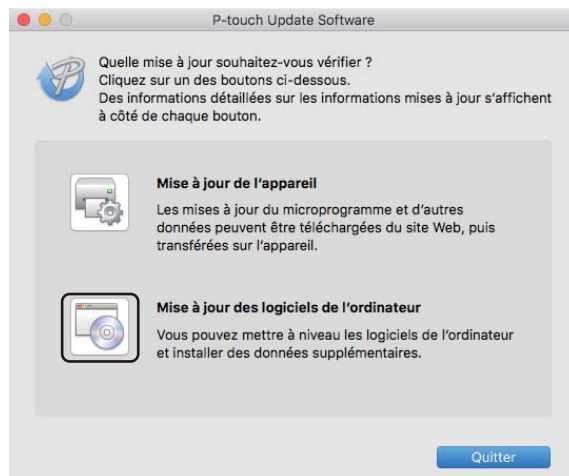 P-touch Update Software
Quelle mise à jour souhaitez-vous vérifier ?
Cliquez sur un des boutons ci-dessous.
Des informations détaillées sur les informations mises à jour s’affichent
à côté de chaque bouton.
Mise à jour de l’appareil
Les mises à jour du microprogramme et d’autres
données peuvent être téléchargées du site Web, puis
transférées sur l’appareil.
Mise à jour des logiciels de l’ordinateur
Vous pouvez mettre à niveau les logiciels de l’ordinateur
et installer des données supplémentaires.
Quitter